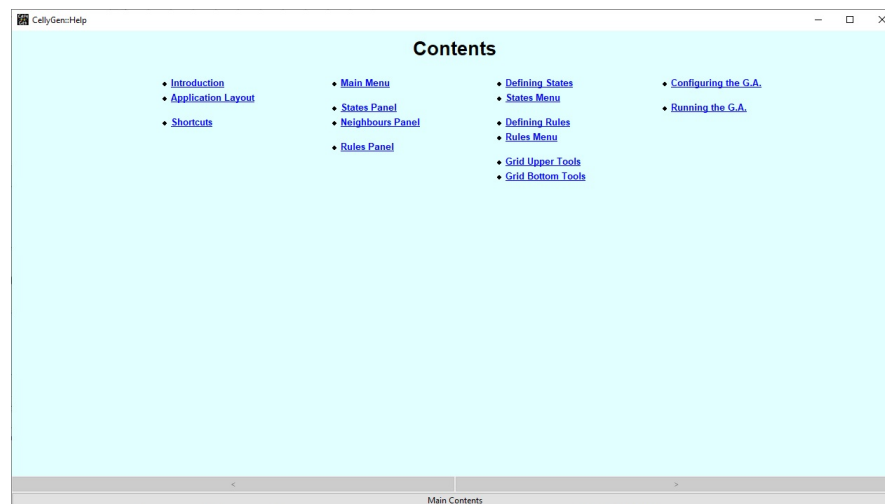 CellyGen::Help
Contents
Introduction
Application Layout
Shortcuts
Main Menu
States Panel
Neighbours Panel
Rules Panel
Defining States
States Menu
Defining Rules
Rules Menu
Grid Upper Tools
Grid Bottom Tools
Configuring the G.A.
Running the G.A.
< >
Main Contents